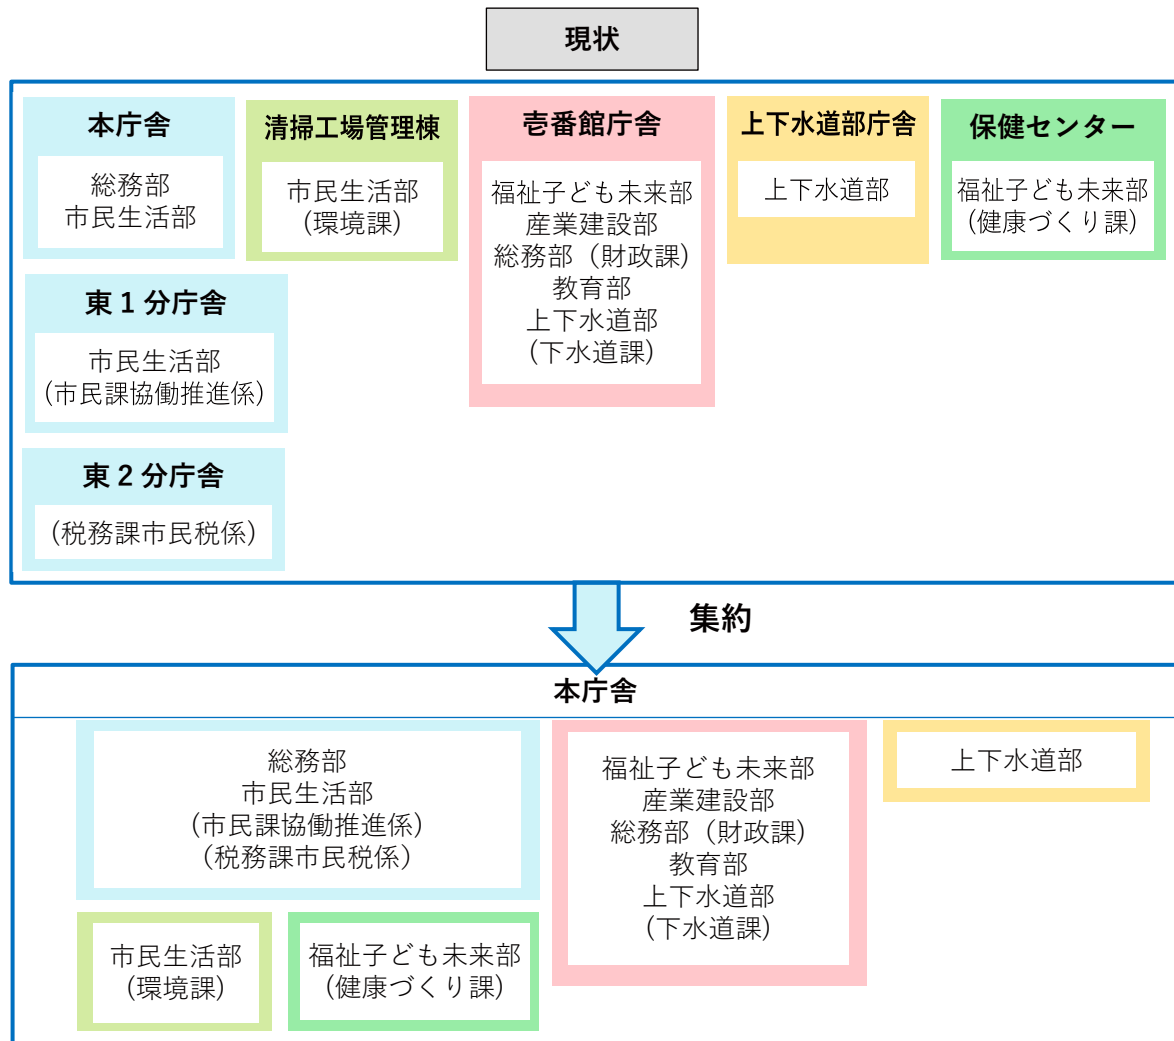 現状
本庁舎
総務部
市民生活部
清掃工場管理棟
市民生活部
(環境課)
壱番館庁舎
福祉子ども未来部
産業建設部
総務部（財政課)
教育部
上下水道部
(下水道課)
上下水道部庁舎
上下水道部
保健センター
福祉子ども未来部
(健康づくり課)
東１分庁舎
市民生活部
(市民課協働推進係)
東２分庁舎
(税務課市民税係)
集約
本庁舎
総務部
市民生活部
(市民課協働推進係)
(税務課市民税係)
福祉子ども未来部
産業建設部
総務部（財政課)
教育部
上下水道部
(下水道課)
上下水道部
市民生活部
(環境課)
福祉子ども未来部
(健康づくり課)